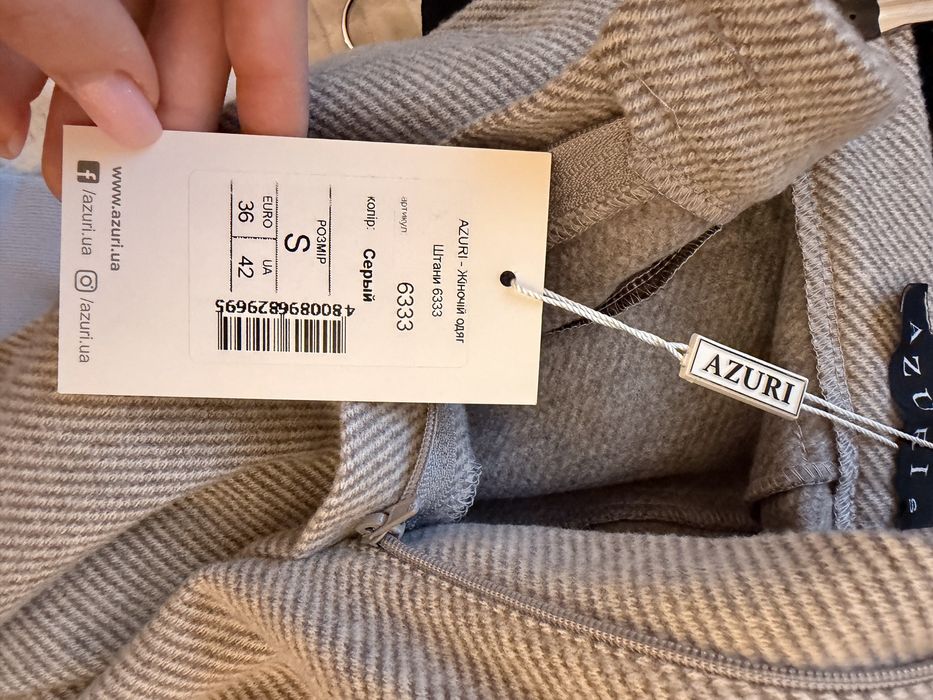 AZURI - Жіночій одяг
Штани 6333
артикул 6333
колір: Серый
РОЗМІР
S
EURO UA
36 42
4800896829695
www.azuri.ua
/azuri.ua /azuri.ua
AZURI
AZURI
S